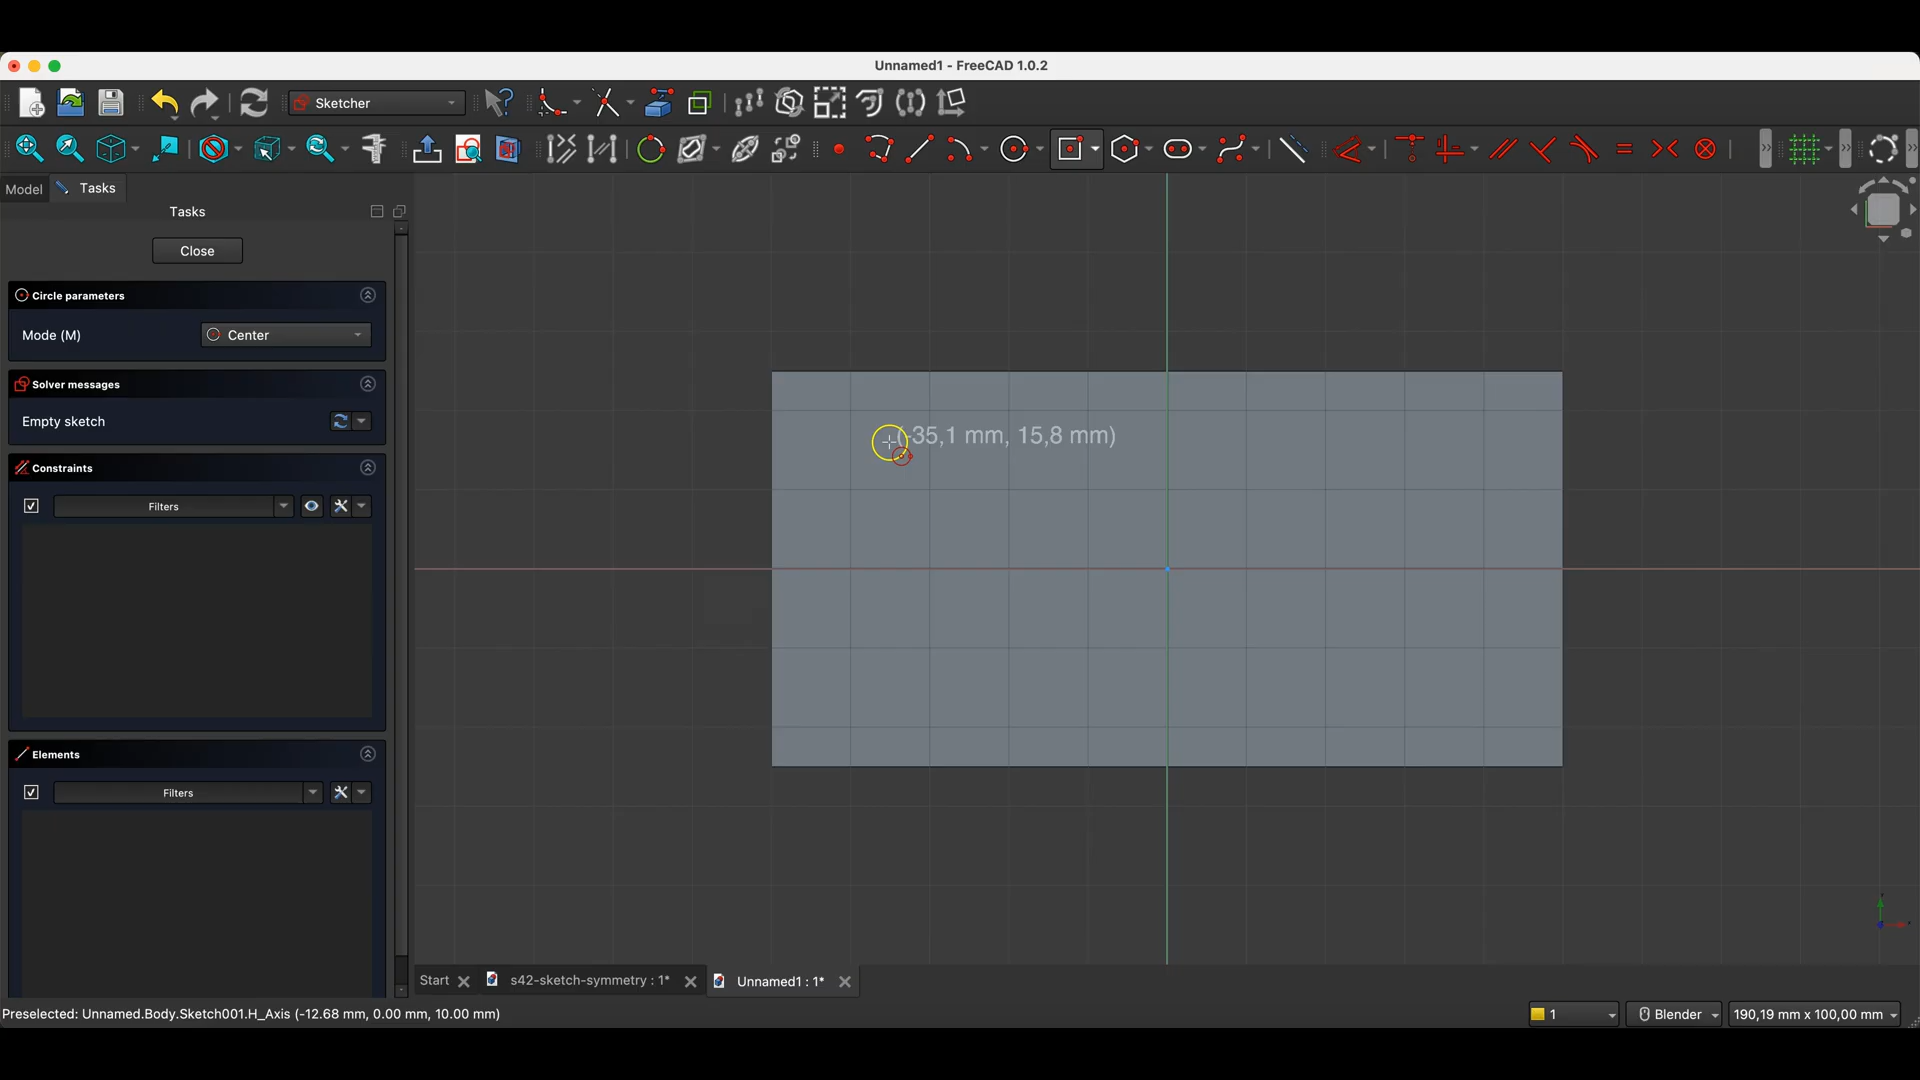 Unnamed1 - FreeCAD 1.0.2
Sketcher
Model
Tasks
Tasks
Close
Circle parameters
Mode (M)
Center
Solver messages
Empty sketch
Constraints
Filters
Elements
Filters
(-35,1 mm, 15,8 mm)
Start
s42-sketch-symmetry : 1*
Unnamed1 : 1*
Preselected: Unnamed.Body.Sketch001.H_Axis (-12.68 mm, 0.00 mm, 10.00 mm)
1
Blender
190,19 mm x 100,00 mm